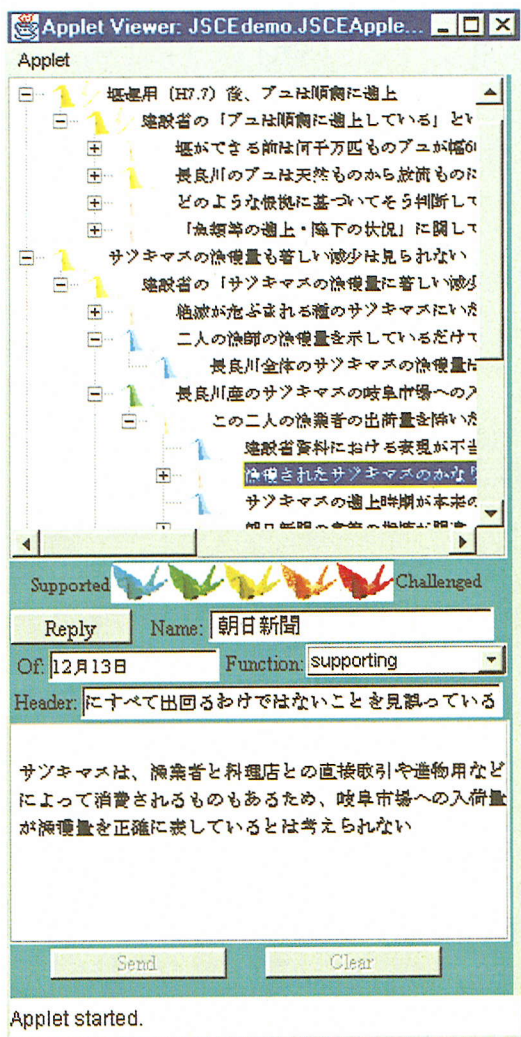 Applet Viewer: JSCEdemo.JSCEApple...
Applet
堰運用（H7.7）後、アユは順調に遡上
建設省の「アユは順調に遡上している」とい
堰ができる前は何千万匹ものアユが
長良川のアユは天然ものから放流ものに
どのような根拠に基づいてそう判断して
「魚類等の遡上・降下の状況」に関して
サツキマスの漁獲量も著しい減少は見られない
建設省の「サツキマスの漁獲量に著しい減少
絶滅が危ぶまれる種のサツキマスにいた
二人の漁師の漁獲量を示しているだけで
長良川全体のサツキマスの漁獲量は
長良川産のサツキマスの岐阜市場への入
この二人の漁業者の出荷量を除いた
建設省資料における表現が不当
漁獲されたサツキマスのかなり
サツキマスの遡上時期が本来の
朝日新聞の
Supported
Challenged
Reply Name: 朝日新聞
Of: 12月13日 Function: supporting
Header: にすべて出回るわけではないことを見誤っている
サツキマスは、漁業者と料理店との直接取引や進物用など
によって消費されるものもあるため、岐阜市場への入荷量
が漁獲量を正確に表しているとは考えられない
Send Clear
Applet started.